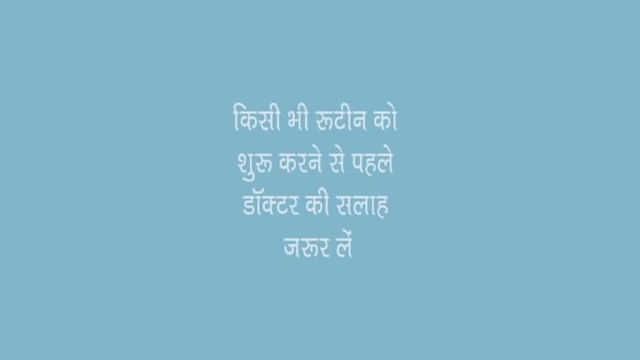 किसी भी रूटीन को
शुरू करने से पहले
डॉक्टर की सलाह
जरूर लें